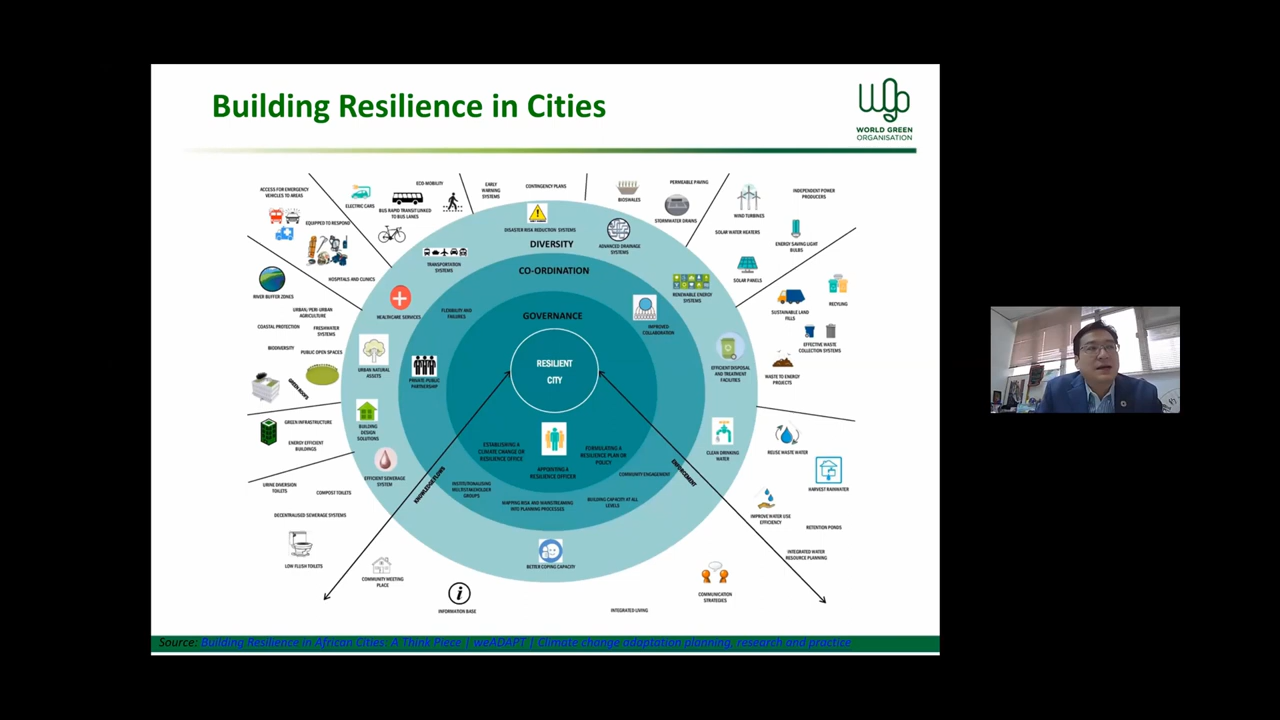 Building Resilience in Cities
WORLD GREEN
ORGANISATION
ACCESS FOR EMERGENCY
VEHICLES TO AREAS
EQUIPPED TO RESPOND
HOSPITALS AND CLINICS
ELECTRIC CARS
ECO-MOBILITY
BUS RAPID TRANSIT LINKED
TO BUS LANES
EARLY
WARNING
SYSTEMS
CONTINGENCY PLANS
BIOSWALES
PERMEABLE PAVING
STORMWATER DRAINS
WIND TURBINES
INDEPENDENT POWER
PRODUCERS
SOLAR WATER HEATERS
ENERGY SAVING LIGHT
BULBS
SOLAR PANELS
DISASTER RISK REDUCTION SYSTEMS
DIVERSITY
ADVANCED DRAINAGE
SYSTEMS
TRANSPORTATION
SYSTEMS
CO-ORDINATION
RENEWABLE ENERGY
SYSTEMS
RIVER BUFFER ZONES
URBAN/ PERI URBAN
AGRICULTURE
COASTAL PROTECTION
FRESHWATER
SYSTEMS
BIODIVERSITY
PUBLIC OPEN SPACES
GREEN ROOFS
HEALTHCARE SERVICES
FLEXIBILITY AND
FAILURES
GOVERNANCE
IMPROVED
COLLABORATION
SUSTAINABLE LAND
FILLS
RECYLING
EFFECTIVE WASTE
COLLECTION SYSTEMS
WASTE TO ENERGY
PROJECTS
URBAN NATURAL
ASSETS
PRIVATE-PUBLIC
PARTNERSHIP
RESILIENT
CITY
EFFICIENT DISPOSAL
AND TREATMENT
FACILITIES
GREEN INFRASTRUCTURE
ENERGY EFFICIENT
BUILDINGS
BUILDING
DESIGN
SOLUTIONS
ESTABLISHING A
CLIMATE CHANGE OR
RESILIENCE OFFICE
APPOINTING A
RESILIENCE OFFICER
FORMULATING A
RESILIENCE PLAN OR
POLICY
CLEAN DRINKING
WATER
REUSE WASTE WATER
HARVEST RAINWATER
URINE DIVERSION
TOILETS
COMPOST TOILETS
EFFICIENT SEWERAGE
SYSTEM
KNOWLEDGE FLOWS
INSTITUTIONALISING
MULTISTAKEHOLDER
GROUPS
MAPPING RISK AND MAINSTREAMING
INTO PLANNING PROCESSES
BUILDING CAPACITY AT ALL
LEVELS
COMMUNITY ENGAGEMENT
IMPROVE WATER USE
EFFICIENCY
RETENTION PONDS
DECENTRALISED SEWERAGE SYSTEMS
LOW FLUSH TOILETS
COMMUNITY MEETING
PLACE
INFORMATION BASE
BETTER COPING CAPACITY
INTEGRATED LIVING
COMMUNICATION
STRATEGIES
INTEGRATED WATER
RESOURCE PLANNING
Source: Building Resilience in African Cities: A Think Piece | weADAPT | Climate change adaptation planning, research and practice